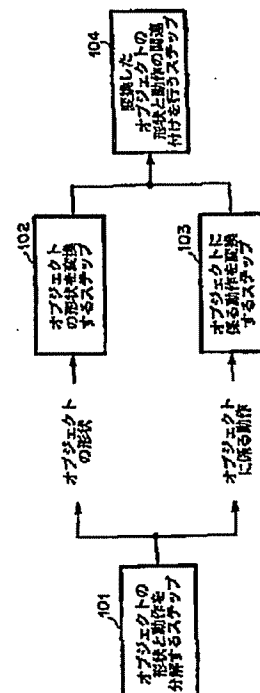 101
オブジェクトの
形状と動作を
分解するステップ
オブジェクト
の形状
オブジェクト
に係る動作
102
オブジェクト
の形状を変換
するステップ
103
オブジェクトに
係る動作を変換
するステップ
104
変換した
オブジェクトの
形状と動作の関連
付けを行うステップ